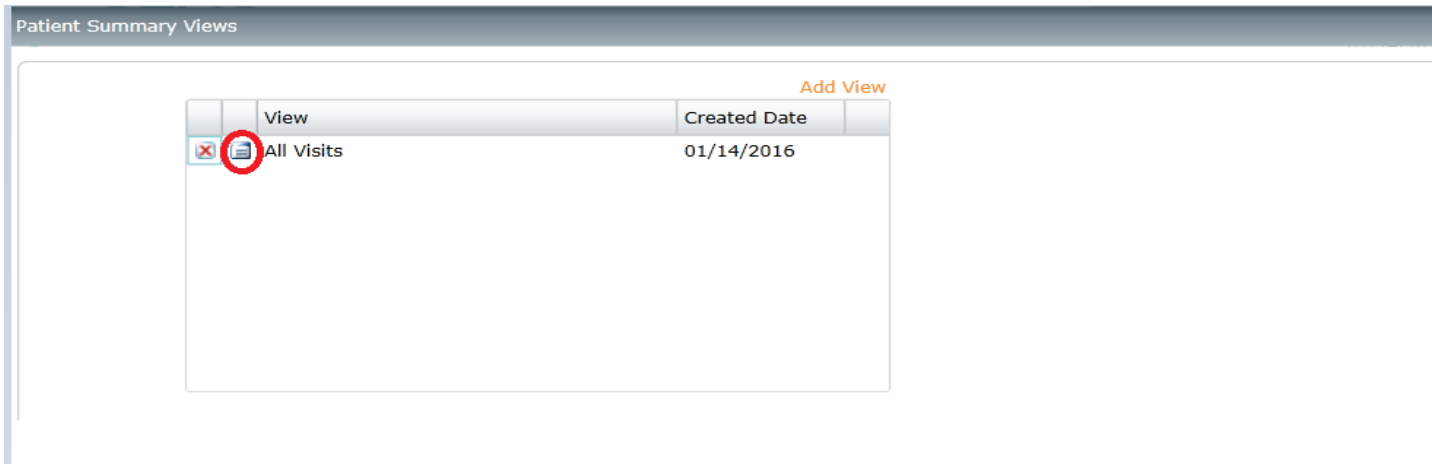 Patient Summary Views
Add View
View Created Date
All Visits 01/14/2016